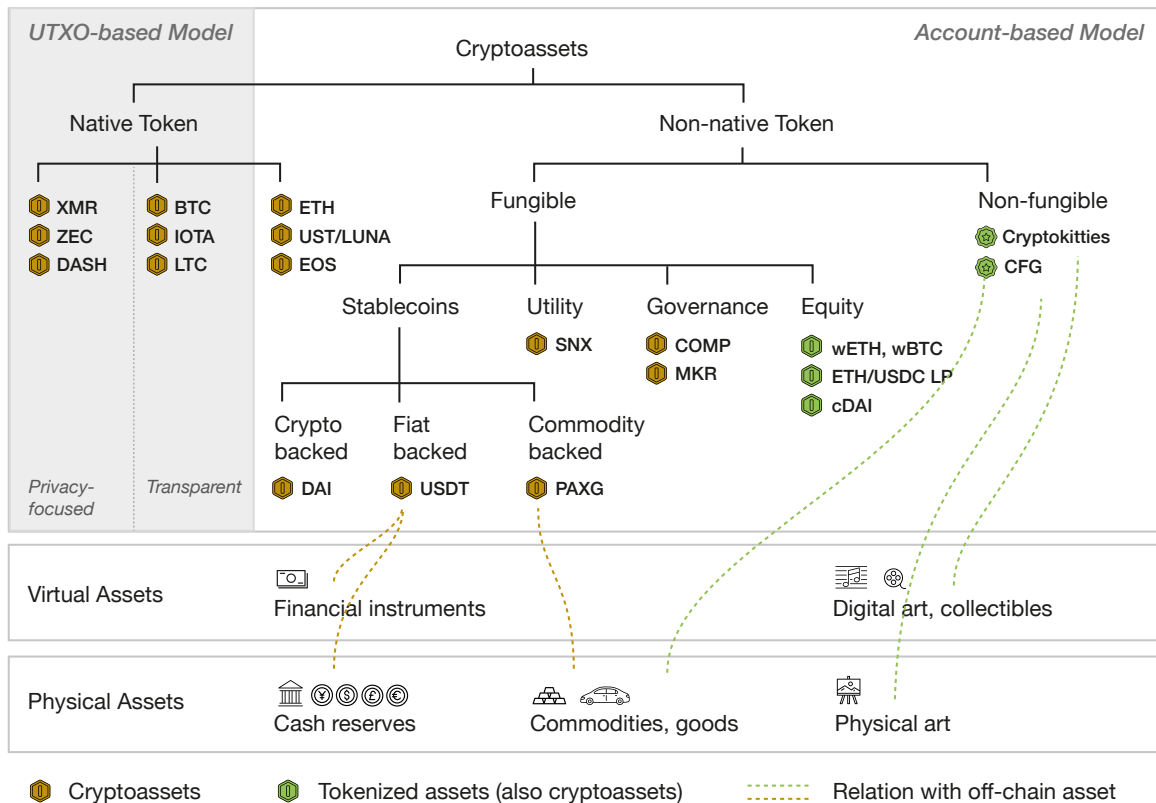 UTXO-based Model
Account-based Model
Cryptoassets
Native Token
Non-native Token
XMR
ZEC
DASH
BTC
IOTA
LTC
ETH
UST/LUNA
EOS
Fungible
Non-fungible
Cryptokitties
CFG
Stablecoins
Utility
Governance
Equity
SNX
COMP
MKR
wETH, wBTC
ETH/USDC LP
cDAI
Crypto
backed
Fiat
backed
Commodity
backed
DAI
USDT
PAXG
Privacy-
focused
Transparent
Virtual Assets
Financial instruments
Digital art, collectibles
Physical Assets
¥ $ £ €
Cash reserves
Commodities, goods
Physical art
Cryptoassets
Tokenized assets (also cryptoassets)
Relation with off-chain asset